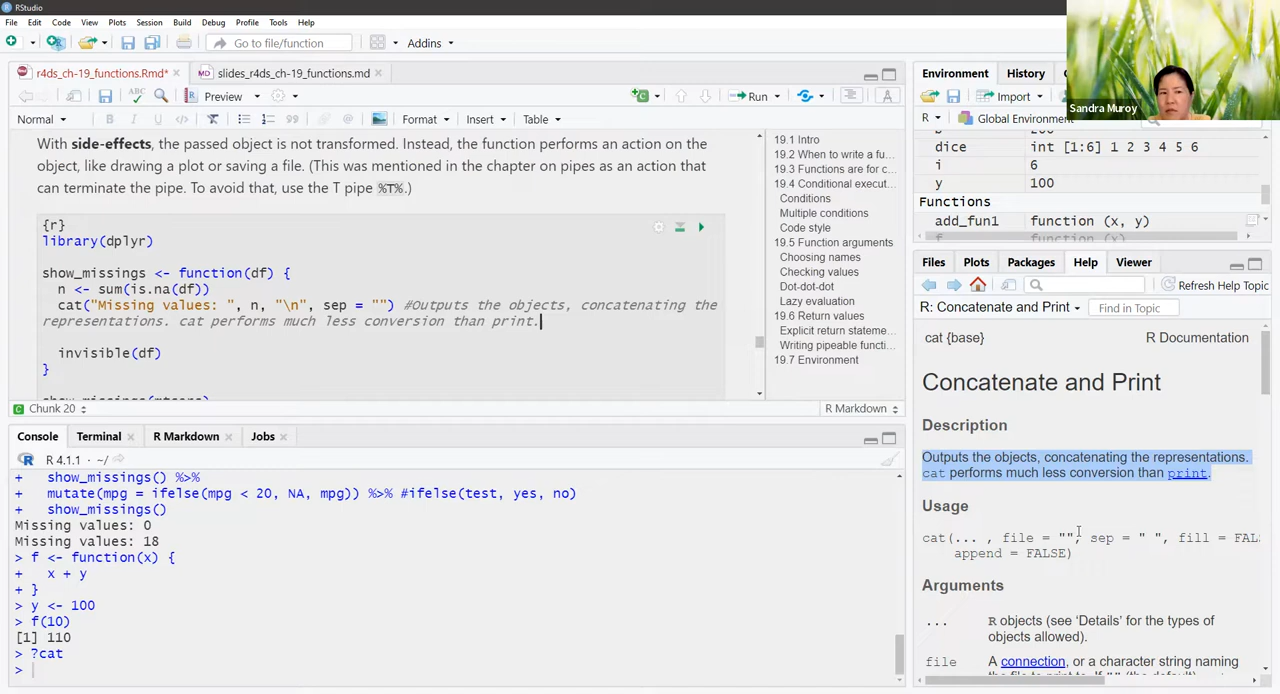 RStudio
File Edit Code View Plots Session Build Debug Profile Tools Help
Go to file/function
Addins
r4ds_ch-19_functions.Rmd*
slides_r4ds_ch-19_functions.md
Preview
Run
Normal
B I U
Format Insert Table
With side-effects, the passed object is not transformed. Instead, the function performs an action on the
object, like drawing a plot or saving a file. (This was mentioned in the chapter on pipes as an action that
can terminate the pipe. To avoid that, use the T pipe %T%.)
{r}
library(dplyr)
show_missings <- function(df) {
n <- sum(is.na(df))
cat("Missing values: ", n, "\n", sep = "") #Outputs the objects, concatenating the
representations. cat performs much less conversion than print.
invisible(df)
}
Chunk 20
R Markdown
19.1 Intro
19.2 When to write a fu...
19.3 Functions are for c...
19.4 Conditional execut...
Conditions
Multiple conditions
Code style
19.5 Function arguments
Choosing names
Checking values
Dot-dot-dot
Lazy evaluation
19.6 Return values
Explicit return stateme...
Writing pipeable functi...
19.7 Environment
Console Terminal R Markdown Jobs
R 4.1.1 · ~/
+ show_missings() %>%
+ mutate(mpg = ifelse(mpg < 20, NA, mpg)) %>% #ifelse(test, yes, no)
+ show_missings()
Missing values: 0
Missing values: 18
> f <- function(x) {
+ x + y
+ }
> y <- 100
> f(10)
[1] 110
> ?cat
>
Sandra Muroy
Environment History
Import
R Global Environment
dice int [1:6] 1 2 3 4 5 6
i 6
y 100
Functions
add_fun1 function (x, y)
Files Plots Packages Help Viewer
Refresh Help Topic
R: Concatenate and Print
Find in Topic
cat {base} R Documentation
Concatenate and Print
Description
Outputs the objects, concatenating the representations.
cat performs much less conversion than print.
Usage
cat(... , file = "", sep = " ", fill = FAL
append = FALSE)
Arguments
... R objects (see ‘Details’ for the types of
objects allowed).
file A connection, or a character string naming